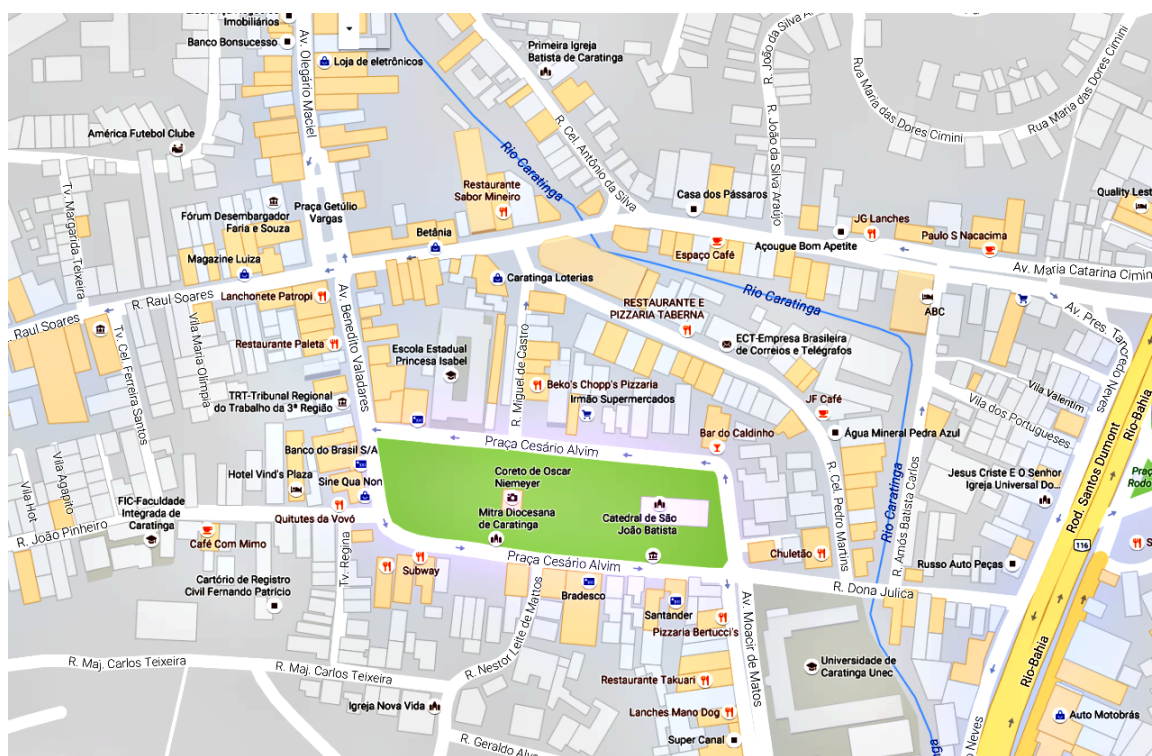 Imobiliários
Banco Bonsucesso
Av. Olegário Maciel
Loja de eletrônicos
Primeira Igreja
Batista de Caratinga
R. João da Silva
R. João da Silva Araújo
Rua Maria das Dores Cimini
Rua Maria das Dores Cimini
América Futebol Clube
R. Cel. Antônio da Silva
Rio Caratinga
Tv. Margarida Teixeira
Restaurante
Sabor Mineiro
Casa dos Pássaros
Quality
Fórum Desembargador
Faria e Souza
Praça Getúlio
Vargas
Betânia
JG Lanches
Açougue Bom Apetite
Paulo S Nacacima
Espaço Café
Magazine Luiza
Av. Maria Catarina Cimini
Caratinga Loterias
Rio Caratinga
Lanchonete Patropi
R. Raul Soares
Raul Soares
RESTAURANTE E
PIZZARIA TABERNA
ABC
Av. Pres. Tancredo Neves
Av. Benedito Valadares
Restaurante Paleta
Vila Maria Olímpia
Tv. Cel. Ferreira Santos
Escola Estadual
Princesa Isabel
R. Miguel de Castro
ECT-Empresa Brasileira
de Correios e Telégrafos
Beko's Chopp's Pizzaria
Irmão Supermercados
TRT-Tribunal Regional
do Trabalho da 3ª Região
JF Café
Vila Valentim
Vila dos Portugueses
Água Mineral Pedra Azul
Bar do Caldinho
Praça Cesário Alvim
Banco do Brasil S/A
Hotel Vind's Plaza
Sine Qua Non
Coreto de Oscar
Niemeyer
Mitra Diocesana
de Caratinga
Catedral de São
João Batista
Vila Hot
Vila Agapito
FIC-Faculdade
Integrada de
Caratinga
Quitutes da Vovó
R. João Pinheiro
Café Com Mimo
R. Cel. Pedro Martins
Rio Caratinga
R. Amós Batista Carlos
Jesus Criste E O Senhor
Igreja Universal Do...
Rod. Santos Dumont
Rio-Bahia
116
Praça Cesário Alvim
Chuletão
Russo Auto Peças
Subway
Tv. Regina
Cartório de Registro
Civil Fernando Patrício
Bradesco
Santander
R. Dona Julica
Pizzaria Bertucci's
Av. Moacir de Matos
R. Nestor Leite de Mattos
R. Maj. Carlos Teixeira
R. Maj. Carlos Teixeira
Universidade de
Caratinga Unec
Restaurante Takuari
Igreja Nova Vida
Lanches Mano Dog
Rio-Bahia
Auto Motobrás
Super Canal
Neves